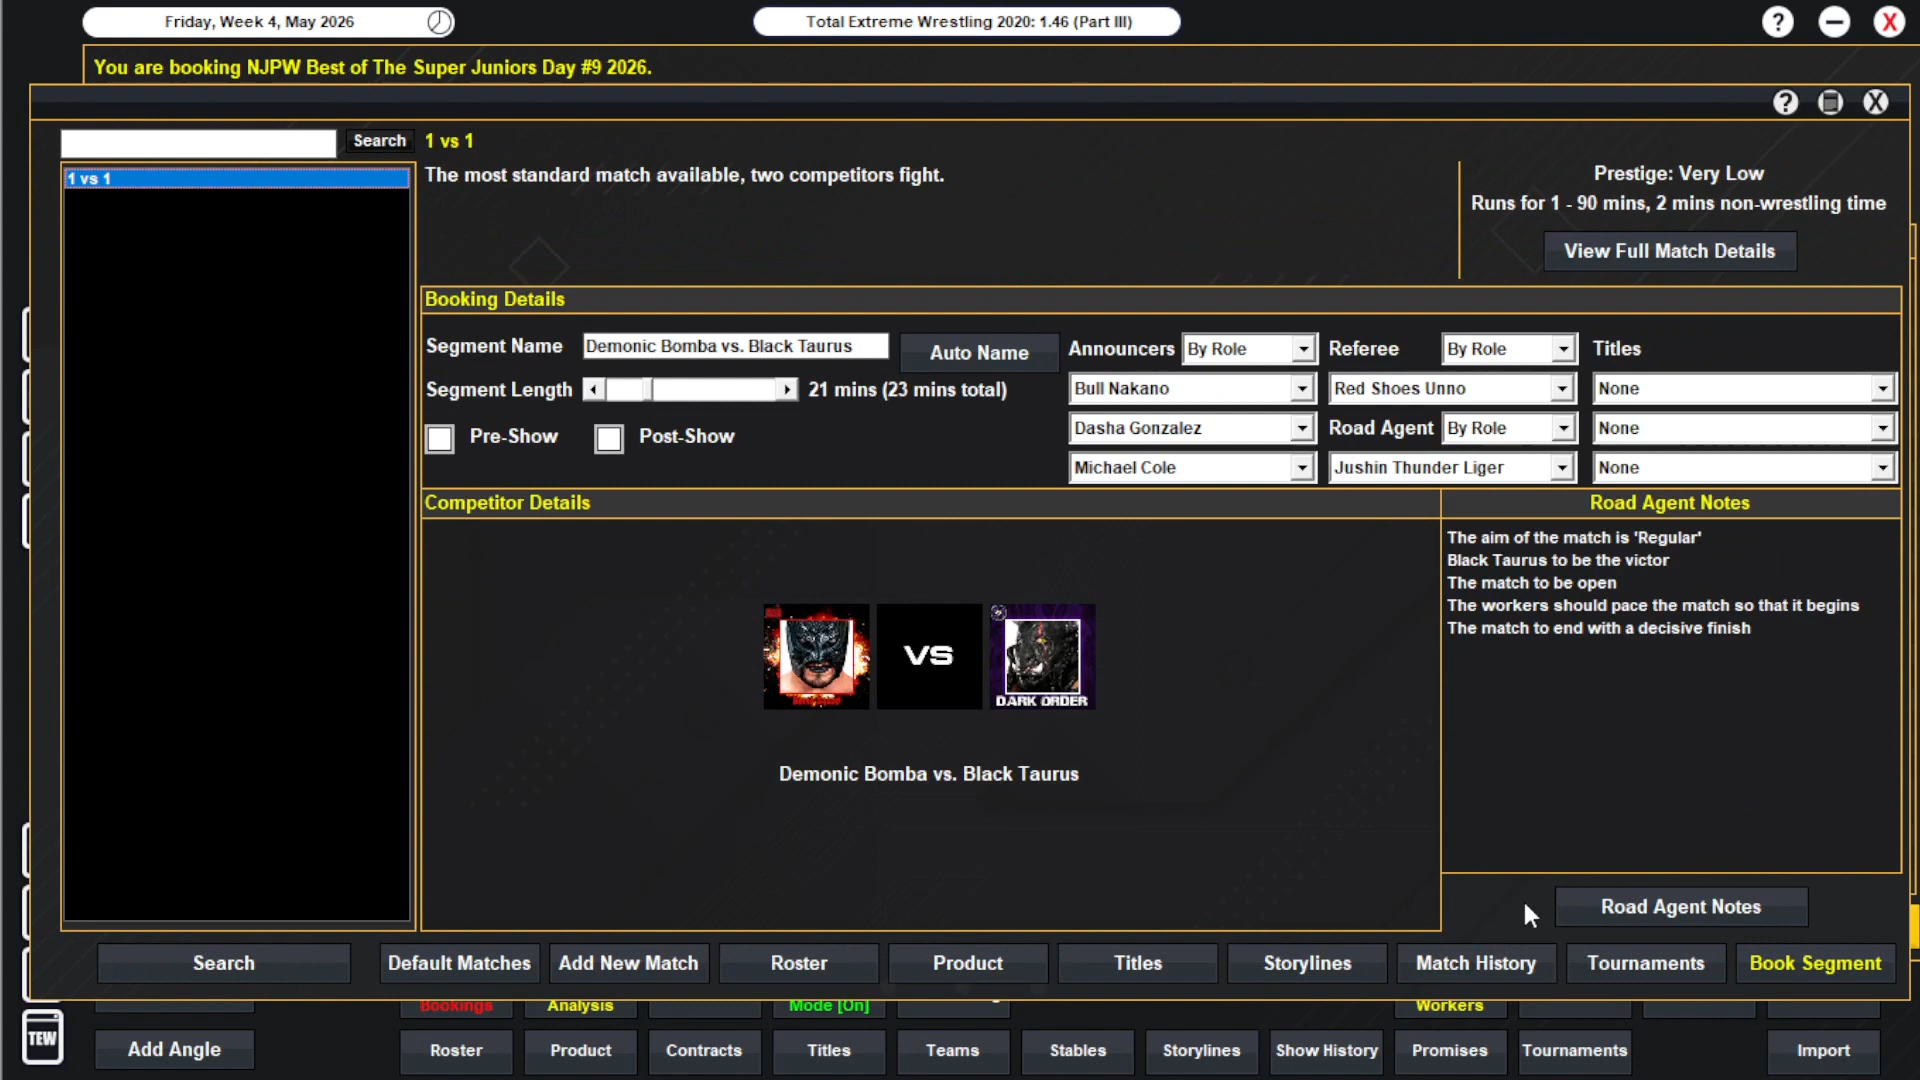 Friday, Week 4, May 2026
Total Extreme Wrestling 2020: 1.46 (Part III)
?
X
You are booking NJPW Best of The Super Juniors Day #9 2026.
?
X
Search
1 vs 1
1 vs 1
The most standard match available, two competitors fight.
Prestige: Very Low
Runs for 1 - 90 mins, 2 mins non-wrestling time
View Full Match Details
Booking Details
Segment Name
Demonic Bomba vs. Black Taurus
Auto Name
Announcers
By Role
Referee
By Role
Titles
Segment Length
21 mins (23 mins total)
Bull Nakano
Red Shoes Unno
None
Pre-Show
Post-Show
Dasha Gonzalez
Road Agent
By Role
None
Michael Cole
Jushin Thunder Liger
None
Competitor Details
Road Agent Notes
The aim of the match is 'Regular'
Black Taurus to be the victor
The match to be open
The workers should pace the match so that it begins
The match to end with a decisive finish
VS
DARK ORDER
Demonic Bomba vs. Black Taurus
Road Agent Notes
Search
Default Matches
Add New Match
Roster
Product
Titles
Storylines
Match History
Tournaments
Book Segment
Bookings
Analysis
Mode [On]
Workers
TEW
Add Angle
Roster
Product
Contracts
Titles
Teams
Stables
Storylines
Show History
Promises
Tournaments
Import